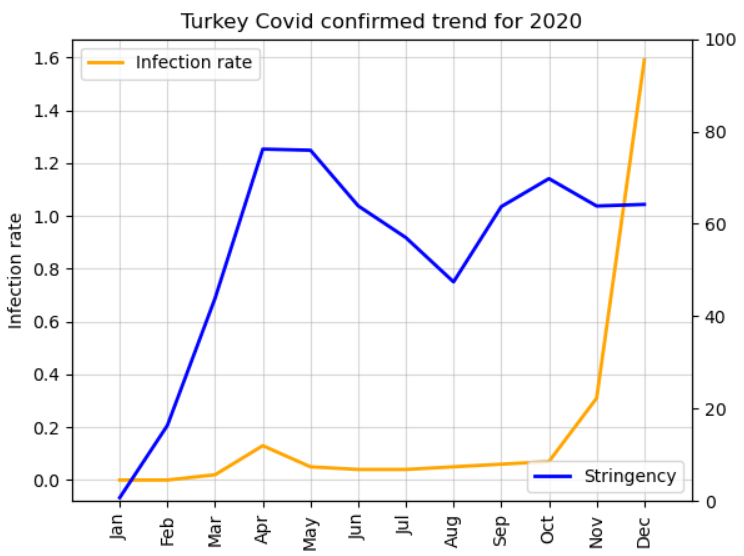 Turkey Covid confirmed trend for 2020
Infection rate
Infection rate
1.6
1.4
1.2
1.0
0.8
0.6
0.4
0.2
0.0
100
80
60
40
20
0
Stringency
Jan
Feb
Mar
Apr
May
Jun
Jul
Aug
Sep
Oct
Nov
Dec